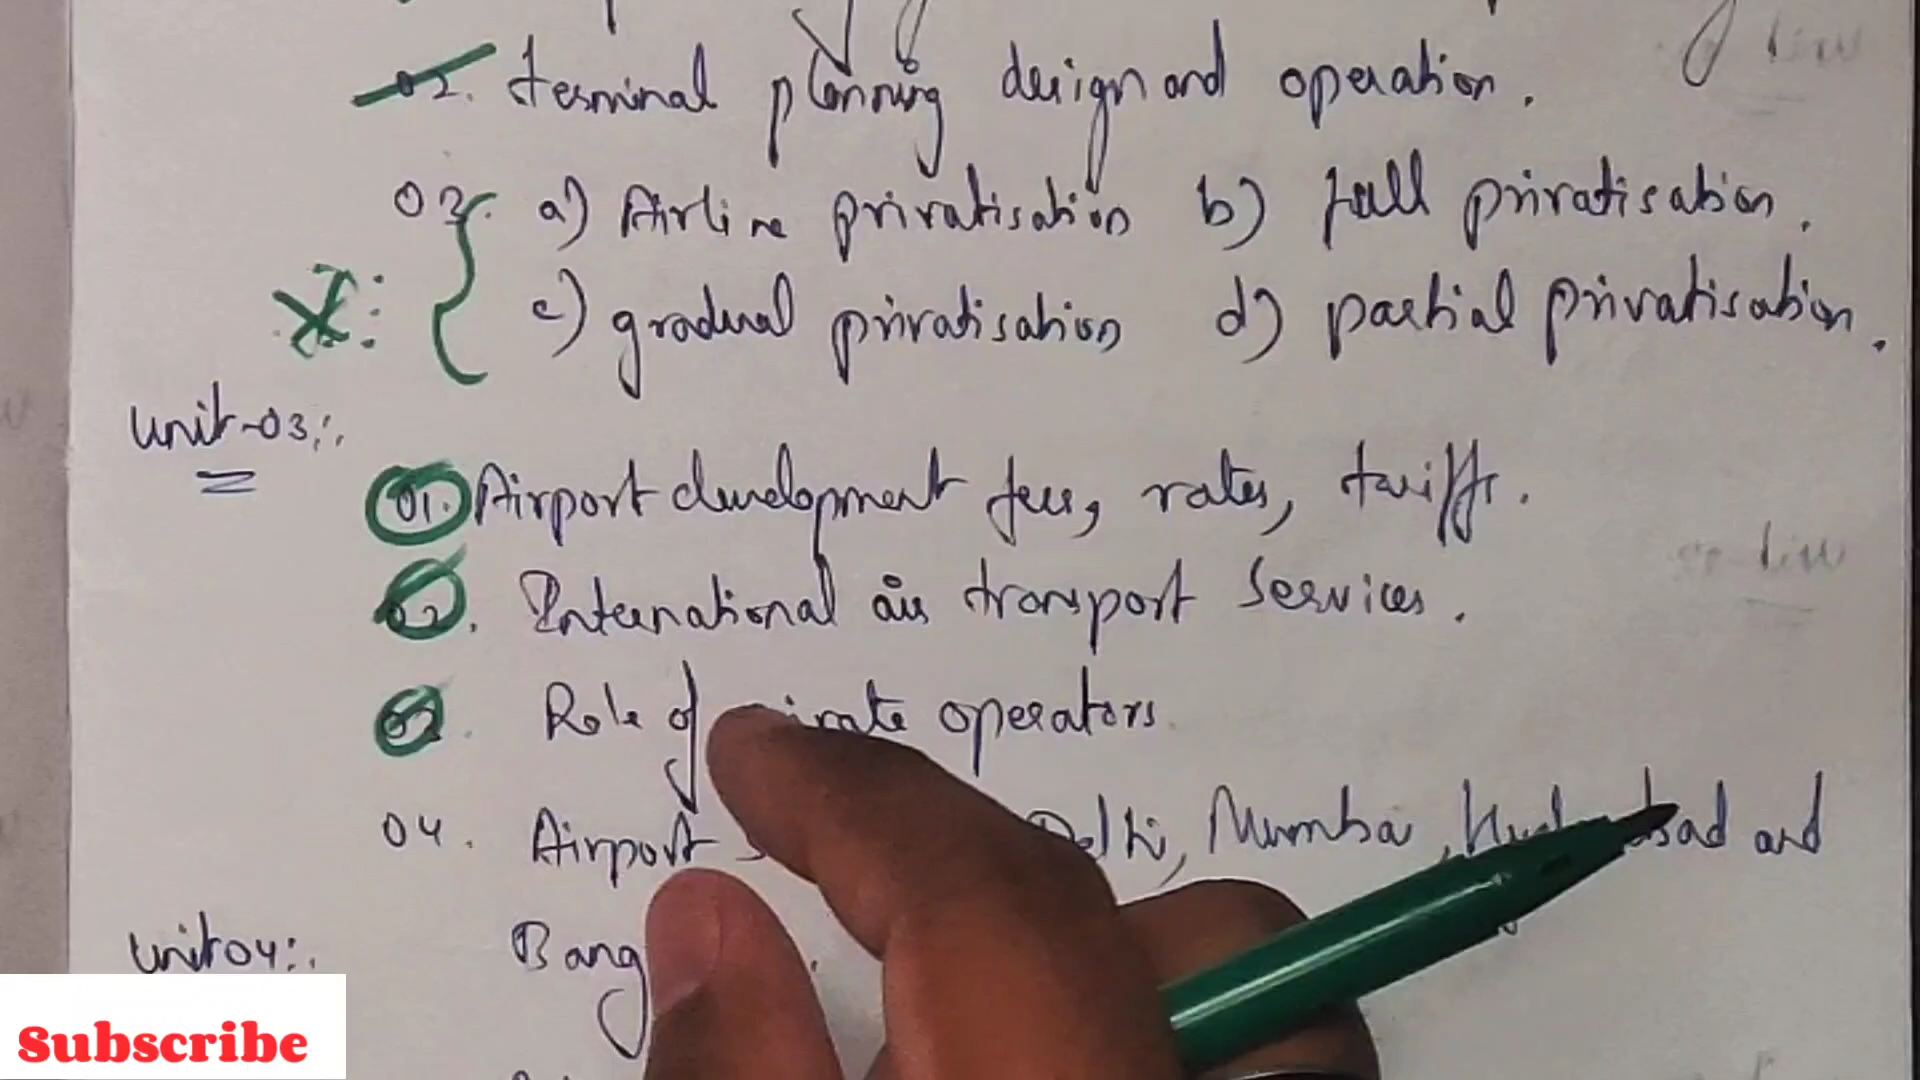 02. terminal planning design and operation.
03. a) Airline privatisation b) full privatisation.
c) gradual privatisation d) partial privatisation.
Unit-03:.
01. Airport development fees, rates, tariffs.
02. International air transport Services.
03. Role of operators
04. Airport Delhi, Mumbai, and
Unit 04:.
Subscribe